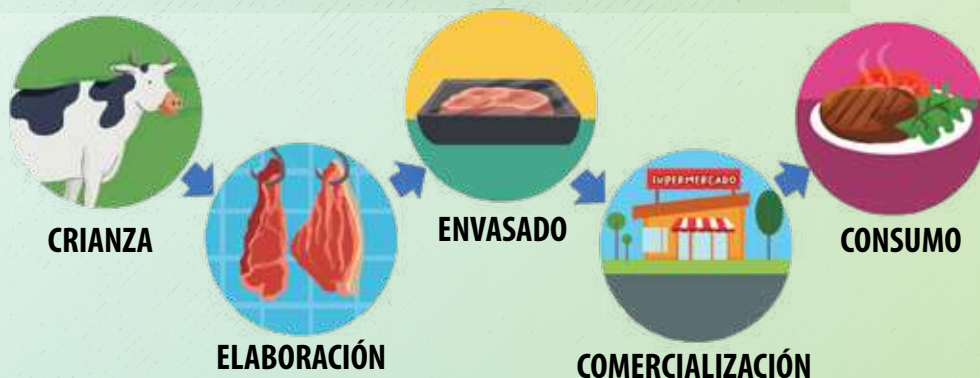 CRIANZA
ELABORACIÓN
ENVASADO
SUPERMERCADO
COMERCIALIZACIÓN
CONSUMO